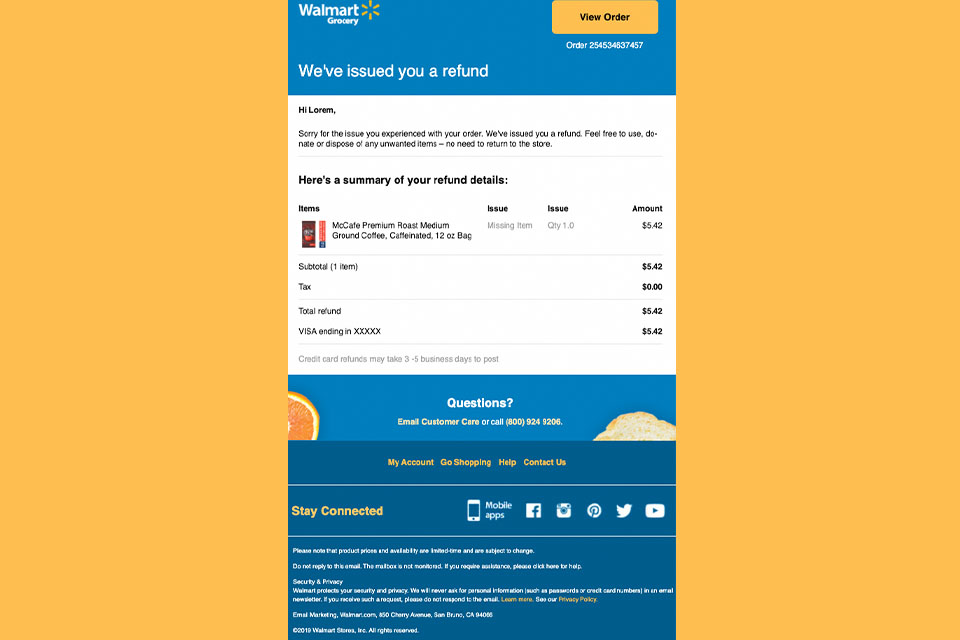 Walmart
Grocery
View Order
Order 254534637457
We've issued you a refund
Hi Lorem,
Sorry for the issue you experienced with your order. We've issued you a refund. Feel free to use, do-
nate or dispose of any unwanted items – no need to return to the store.
Here's a summary of your refund details:
Items Issue Issue Amount
McCafe Premium Roast Medium Missing Item Qty 1.0 $5.42
Ground Coffee, Caffeinated, 12 oz Bag
Subtotal (1 item) $5.42
Tax $0.00
Total refund $5.42
VISA ending in XXXXX $5.42
Credit card refunds may take 3 -5 business days to post
Questions?
Email Customer Care or call (800) 924 9206.
My Account Go Shopping Help Contact Us
Stay Connected Mobile
apps
Please note that product prices and availability are limited-time and are subject to change.
Do not reply to this email. The mailbox is not monitored. If you require assistance, please click here for help.
Security & Privacy
Walmart protects your security and privacy. We will never ask for personal information (such as passwords or credit card numbers) in an email
newsletter. If you receive such a request, please do not respond to the email. Learn more. See our Privacy Policy.
Email Marketing, Walmart.com, 850 Cherry Avenue, San Bruno, CA 94066
©2019 Walmart Stores, Inc. All rights reserved.